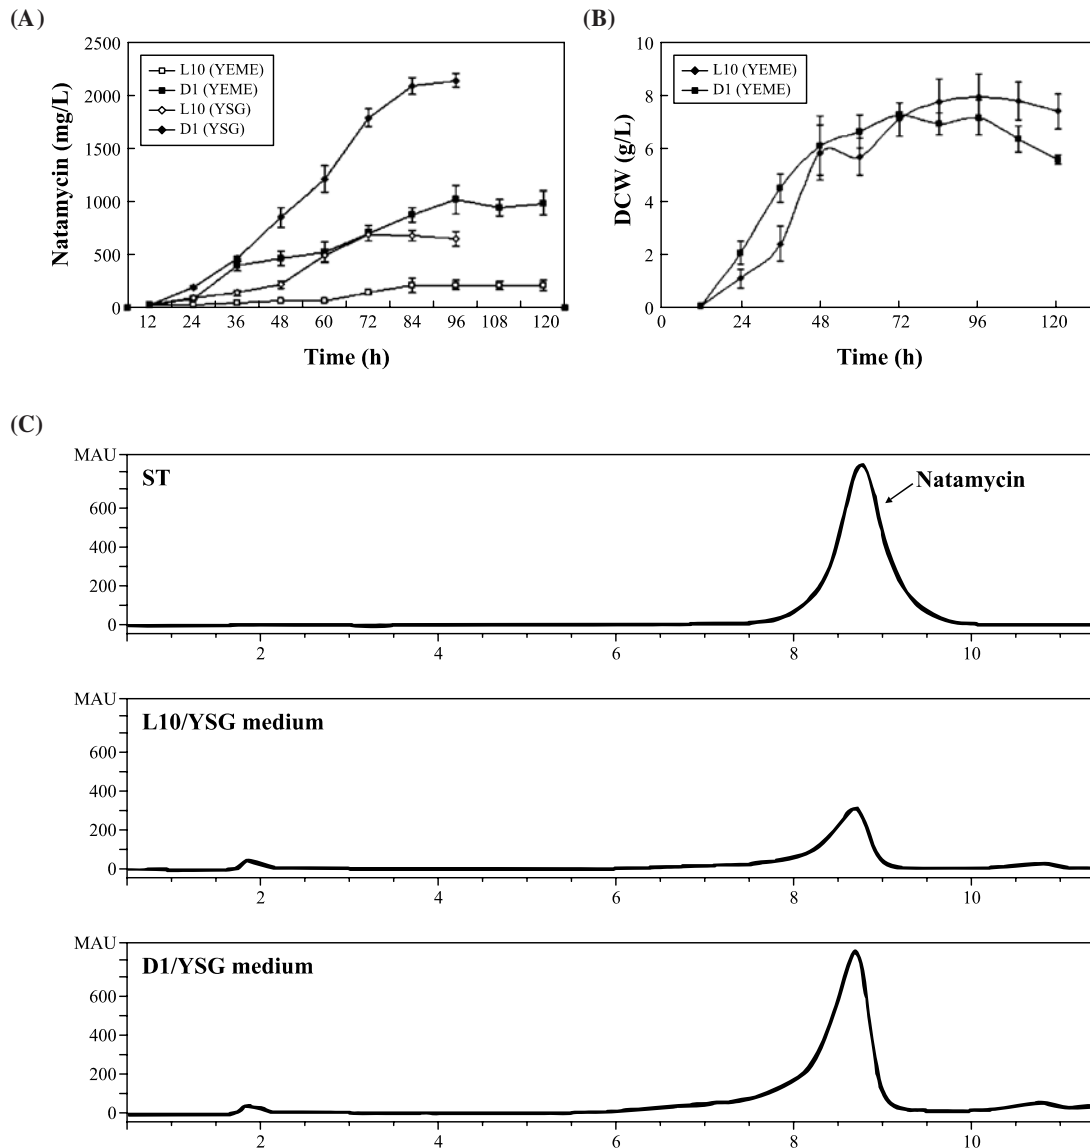 (A)
Natamycin (mg/L)
2500
2000
1500
1000
500
0
L10 (YEME)
D1 (YEME)
L10 (YSG)
D1 (YSG)
12 24 36 48 60 72 84 96 108 120
Time (h)
(B)
DCW (g/L)
10
8
6
4
2
0
L10 (YEME)
D1 (YEME)
0 24 48 72 96 120
Time (h)
(C)
MAU
ST
Natamycin
600
400
200
0
2 4 6 8 10
MAU
L10/YSG medium
600
400
200
0
2 4 6 8 10
MAU
D1/YSG medium
600
400
200
0
2 4 6 8 10